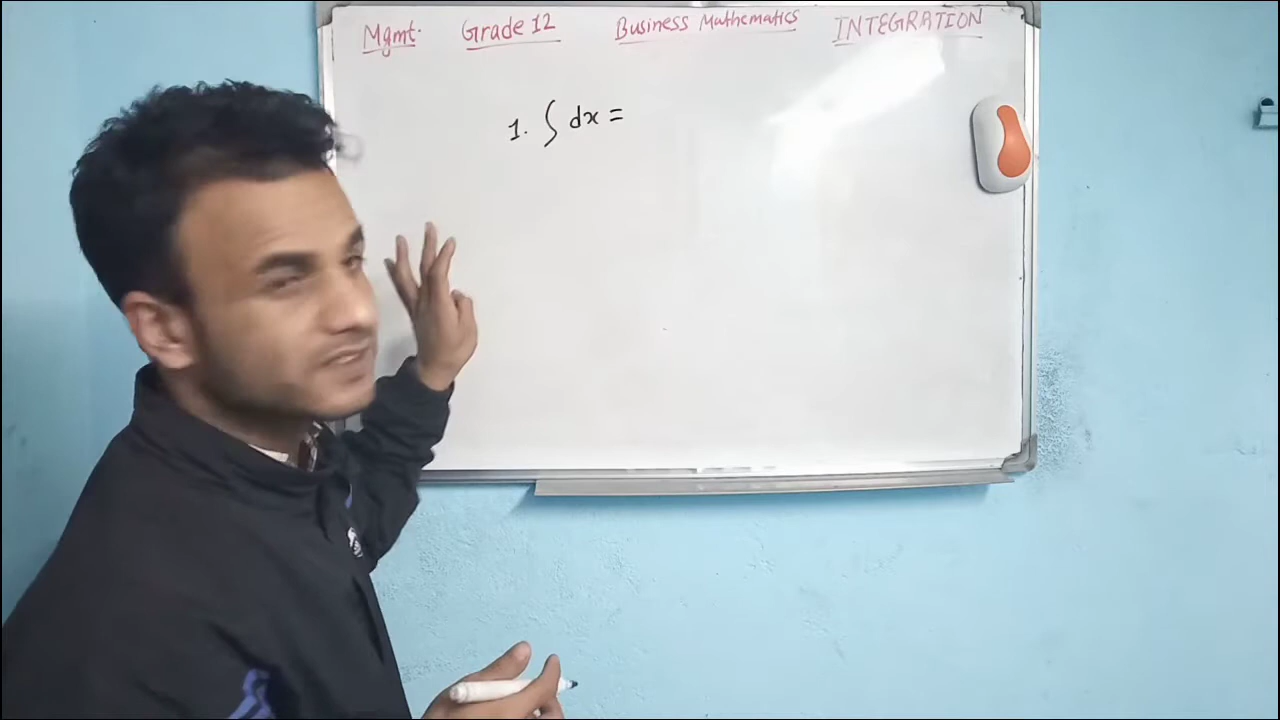 Mgmt. Grade 12 Business Mathematics INTEGRATION
1. ∫ dx =